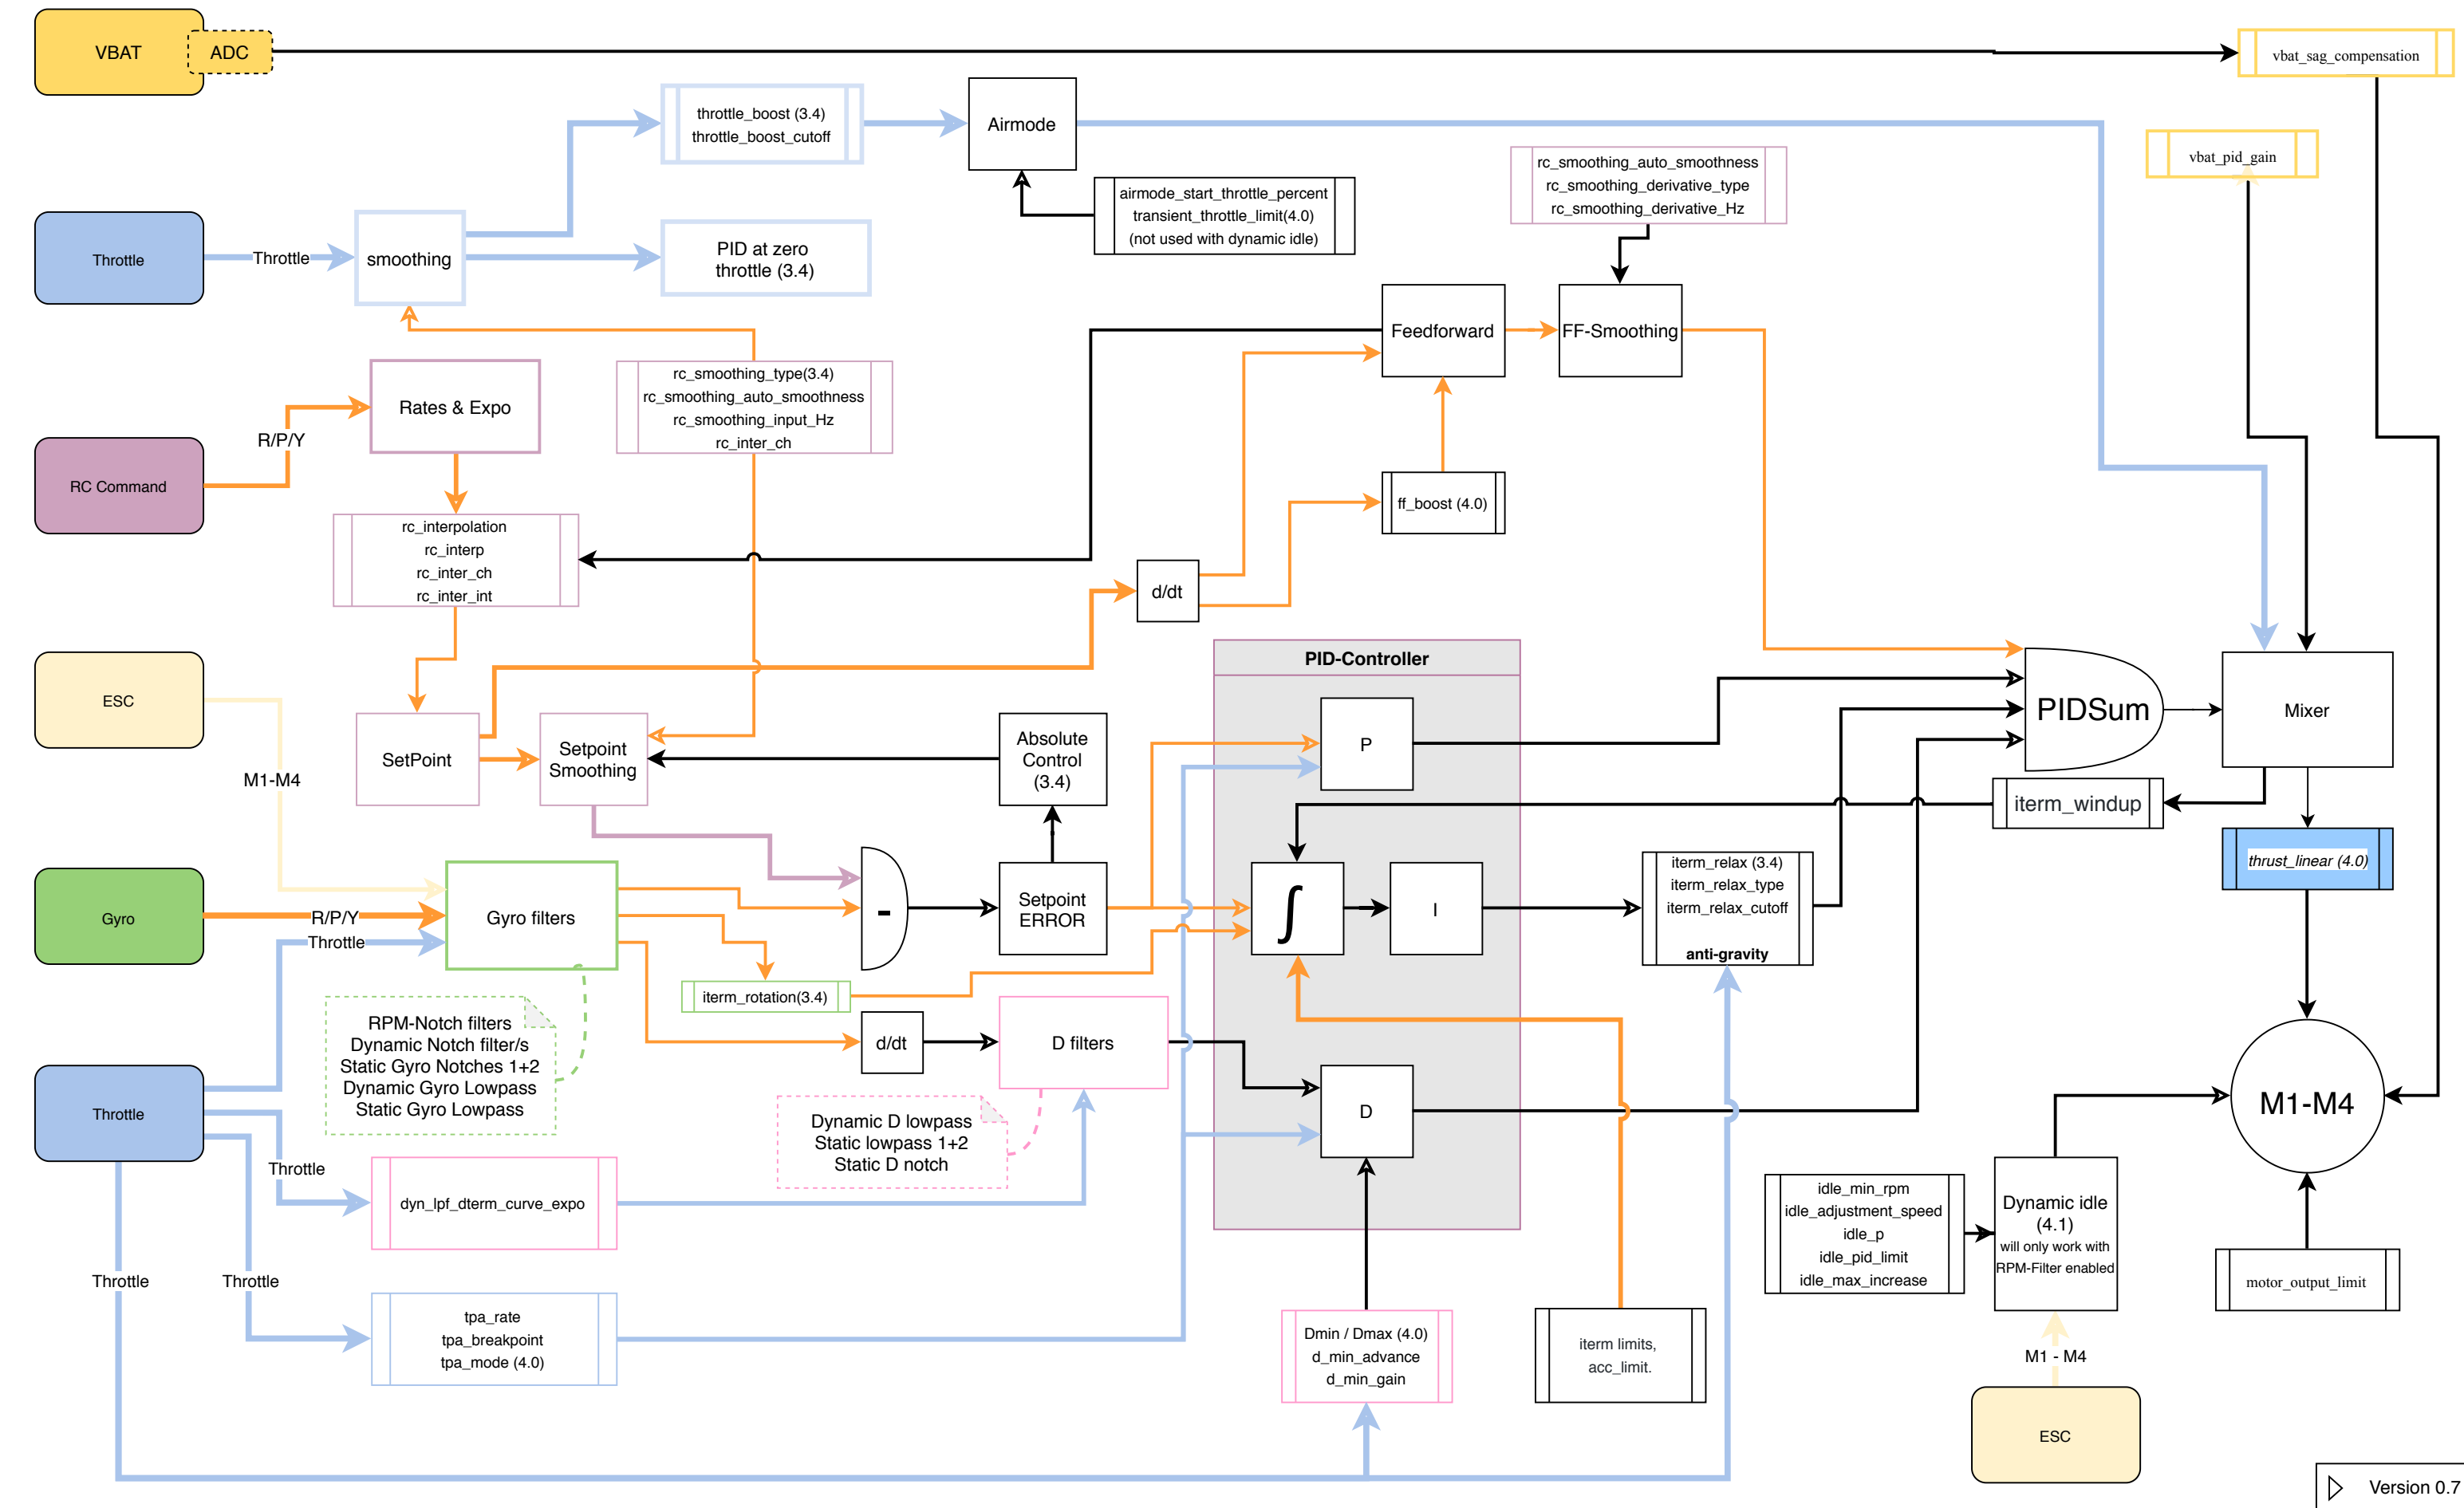 VBAT
ADC
vbat_sag_compensation
throttle_boost (3.4)
throttle_boost_cutoff
Airmode
vbat_pid_gain
airmode_start_throttle_percent
transient_throttle_limit(4.0)
(not used with dynamic idle)
rc_smoothing_auto_smoothness
rc_smoothing_derivative_type
rc_smoothing_derivative_Hz
Throttle
Throttle
smoothing
PID at zero
throttle (3.4)
Feedforward
FF-Smoothing
Rates & Expo
R/P/Y
rc_smoothing_type(3.4)
rc_smoothing_auto_smoothness
rc_smoothing_input_Hz
rc_inter_ch
RC Command
ff_boost (4.0)
rc_interpolation
rc_interp
rc_inter_ch
rc_inter_int
d/dt
PID-Controller
ESC
M1-M4
SetPoint
Setpoint
Smoothing
Absolute
Control
(3.4)
P
PIDSum
Mixer
iterm_windup
thrust_linear (4.0)
Gyro
R/P/Y
Throttle
Gyro filters
-
Setpoint
ERROR
∫
I
iterm_relax (3.4)
iterm_relax_type
iterm_relax_cutoff
anti-gravity
iterm_rotation(3.4)
RPM-Notch filters
Dynamic Notch filter/s
Static Gyro Notches 1+2
Dynamic Gyro Lowpass
Static Gyro Lowpass
d/dt
D filters
Dynamic D lowpass
Static lowpass 1+2
Static D notch
D
M1-M4
Throttle
Throttle
dyn_lpf_dterm_curve_expo
idle_min_rpm
idle_adjustment_speed
idle_p
idle_pid_limit
idle_max_increase
Dynamic idle
(4.1)
will only work with
RPM-Filter enabled
motor_output_limit
Throttle
Throttle
tpa_rate
tpa_breakpoint
tpa_mode (4.0)
Dmin / Dmax (4.0)
d_min_advance
d_min_gain
iterm limits,
acc_limit.
M1 - M4
ESC
Version 0.7